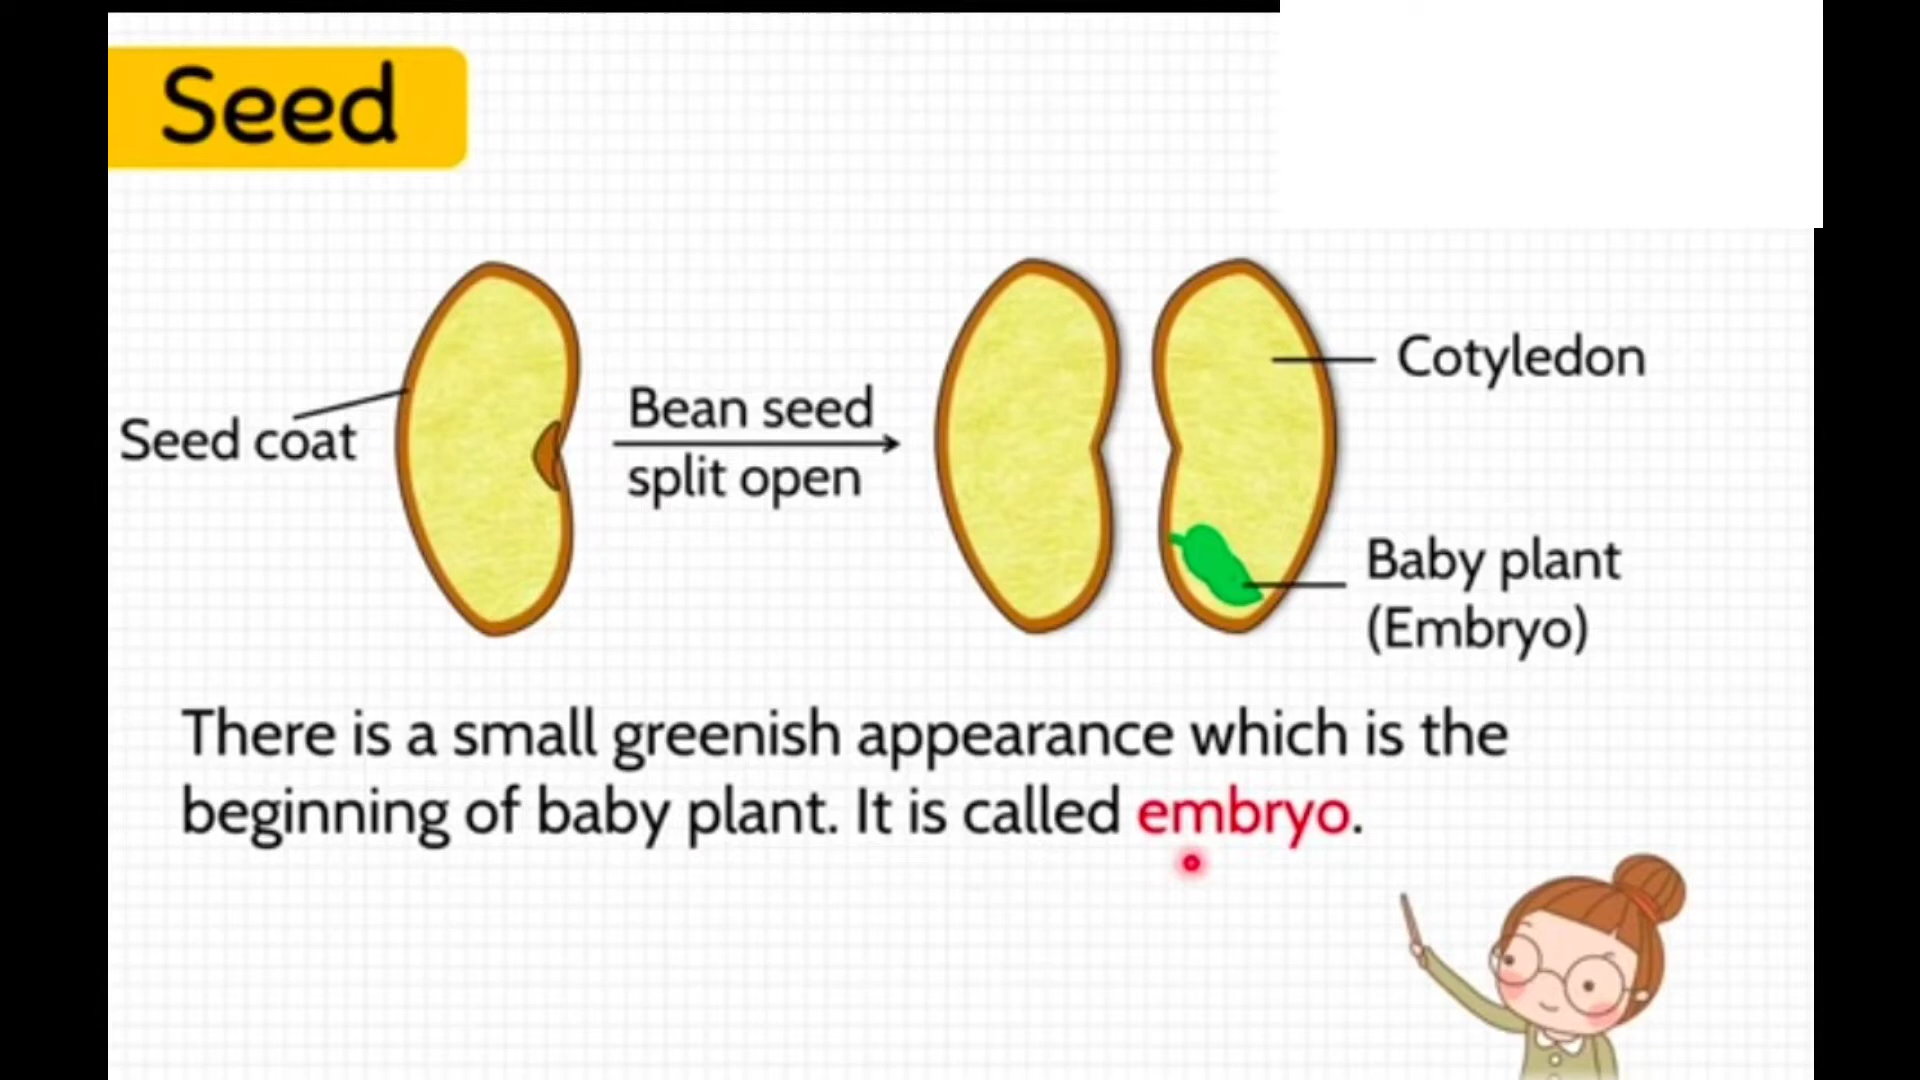 Seed
Seed coat
Bean seed
split open
Cotyledon
Baby plant
(Embryo)
There is a small greenish appearance which is the
beginning of baby plant. It is called embryo.